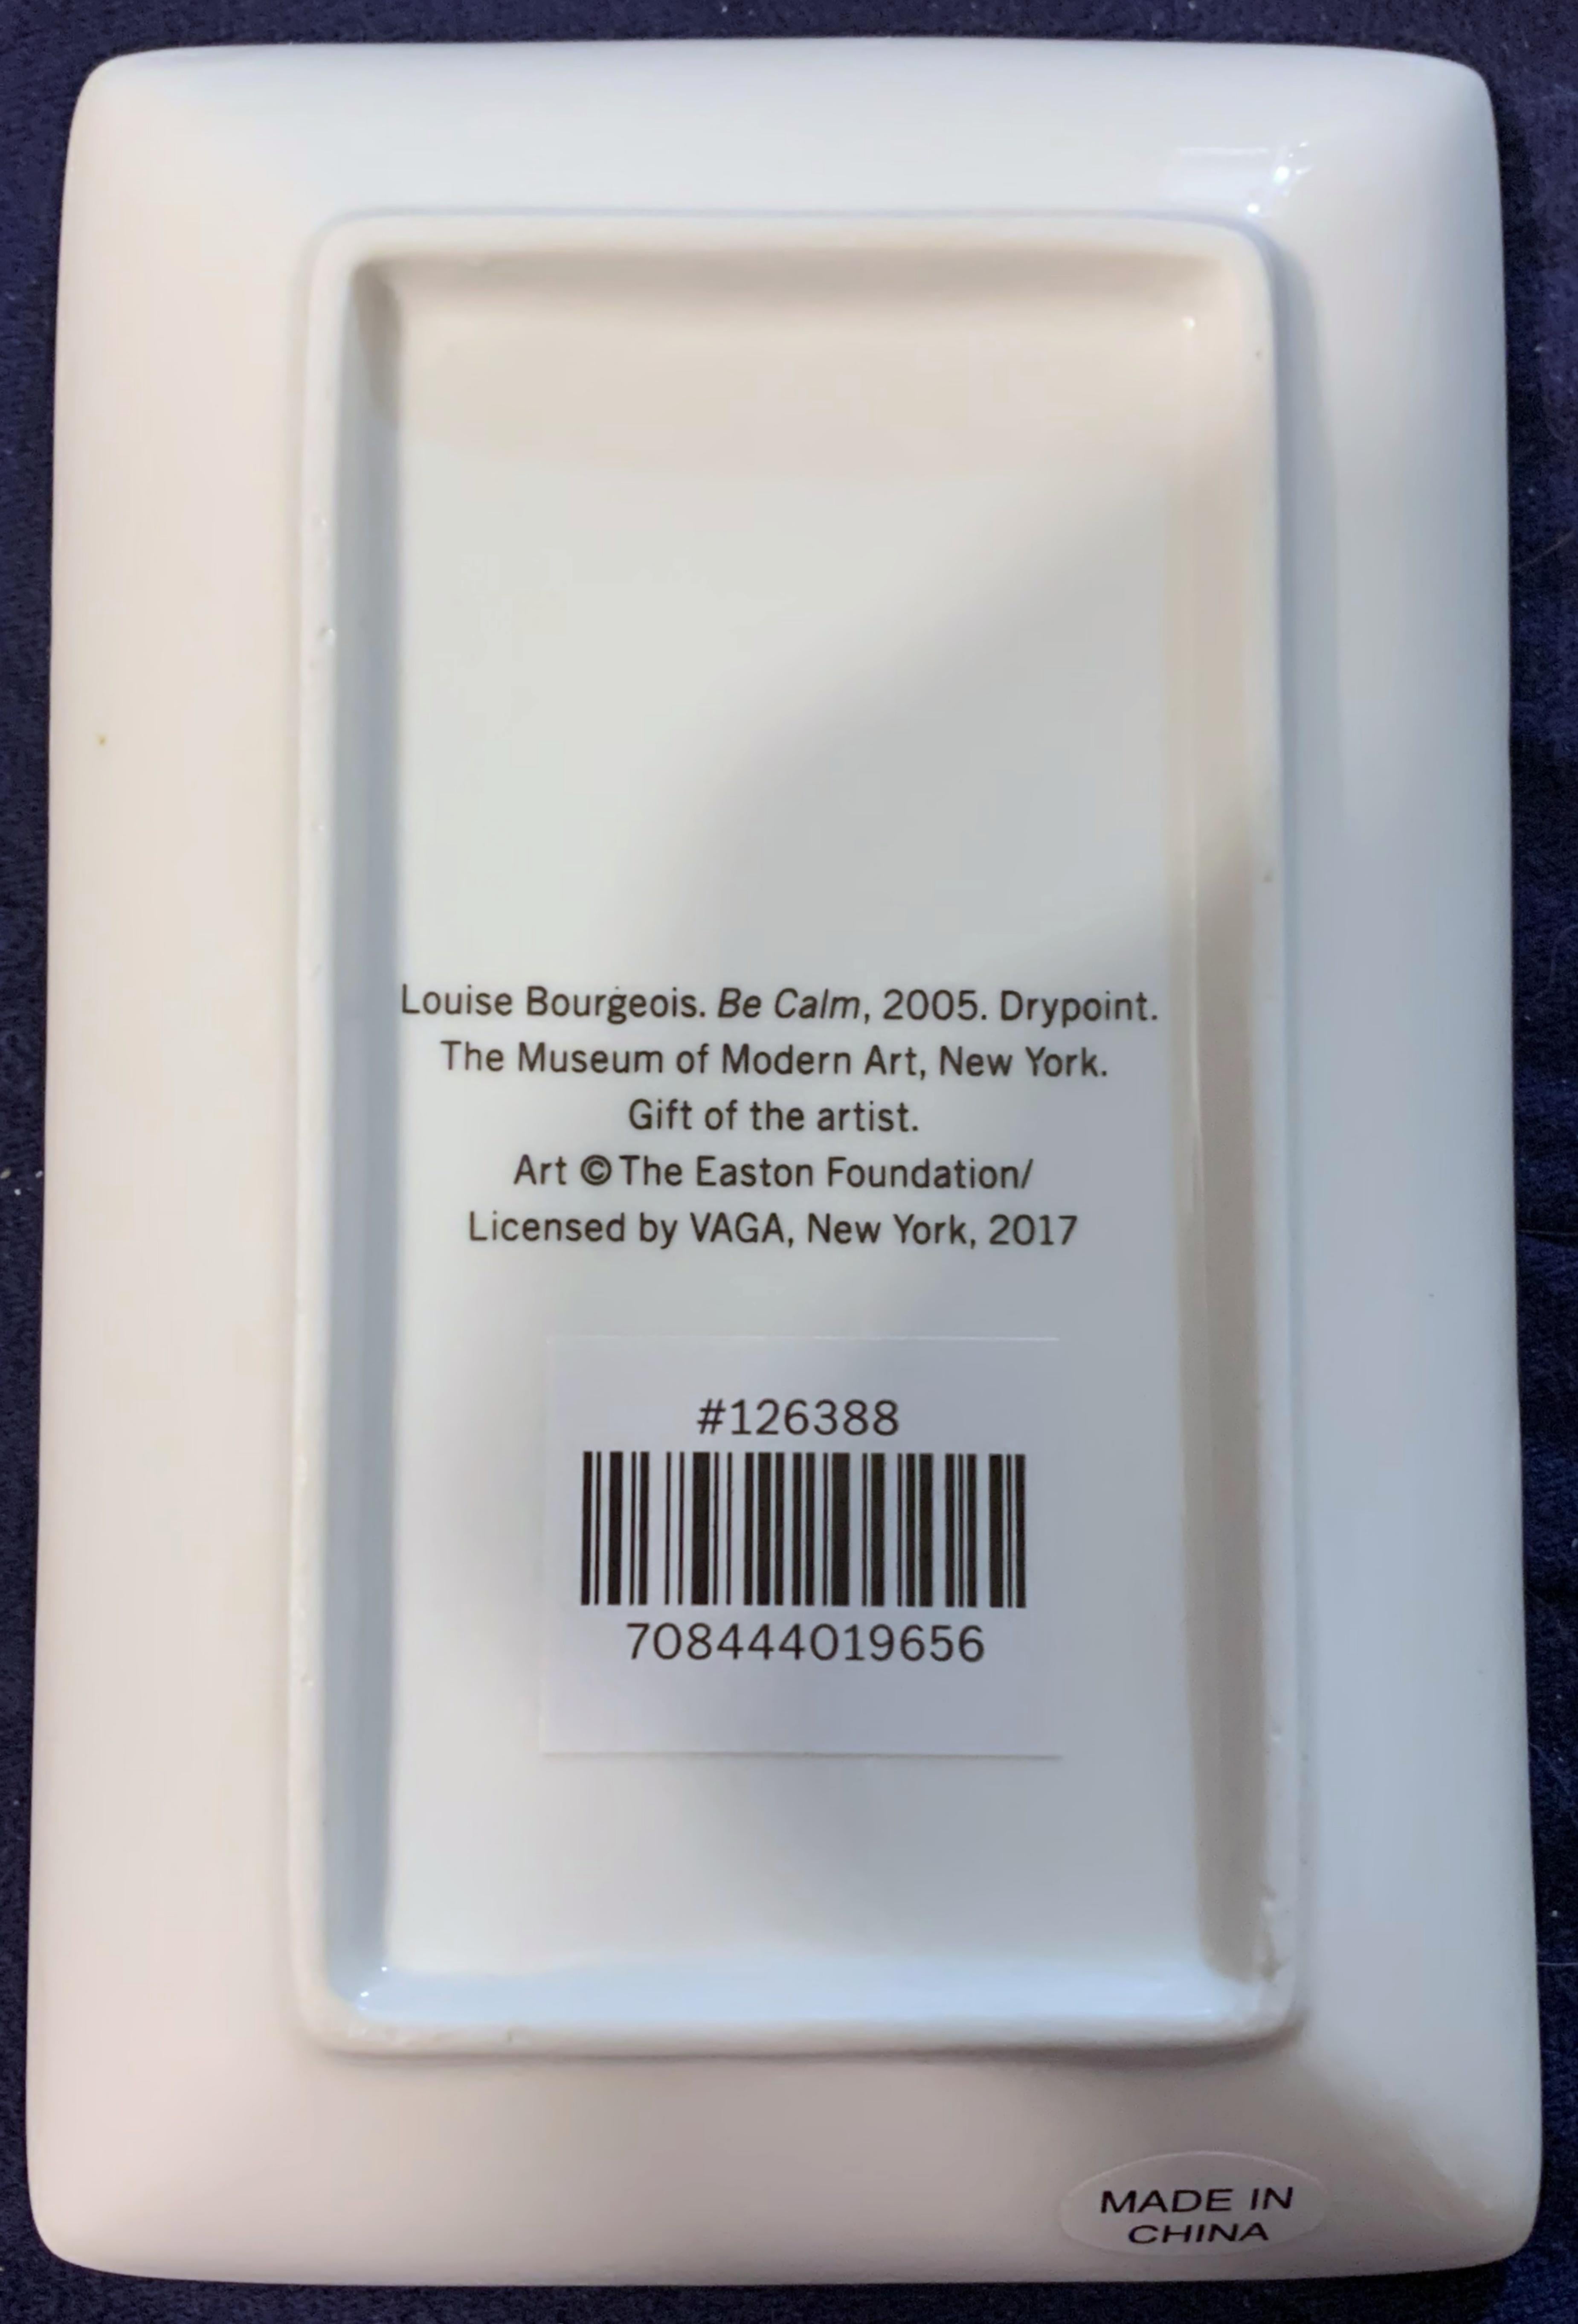 Louise Bourgeois. Be Calm, 2005. Drypoint.
The Museum of Modern Art, New York.
Gift of the artist.
Art © The Easton Foundation/
Licensed by VAGA, New York, 2017
#126388
708444019656
MADE IN
CHINA